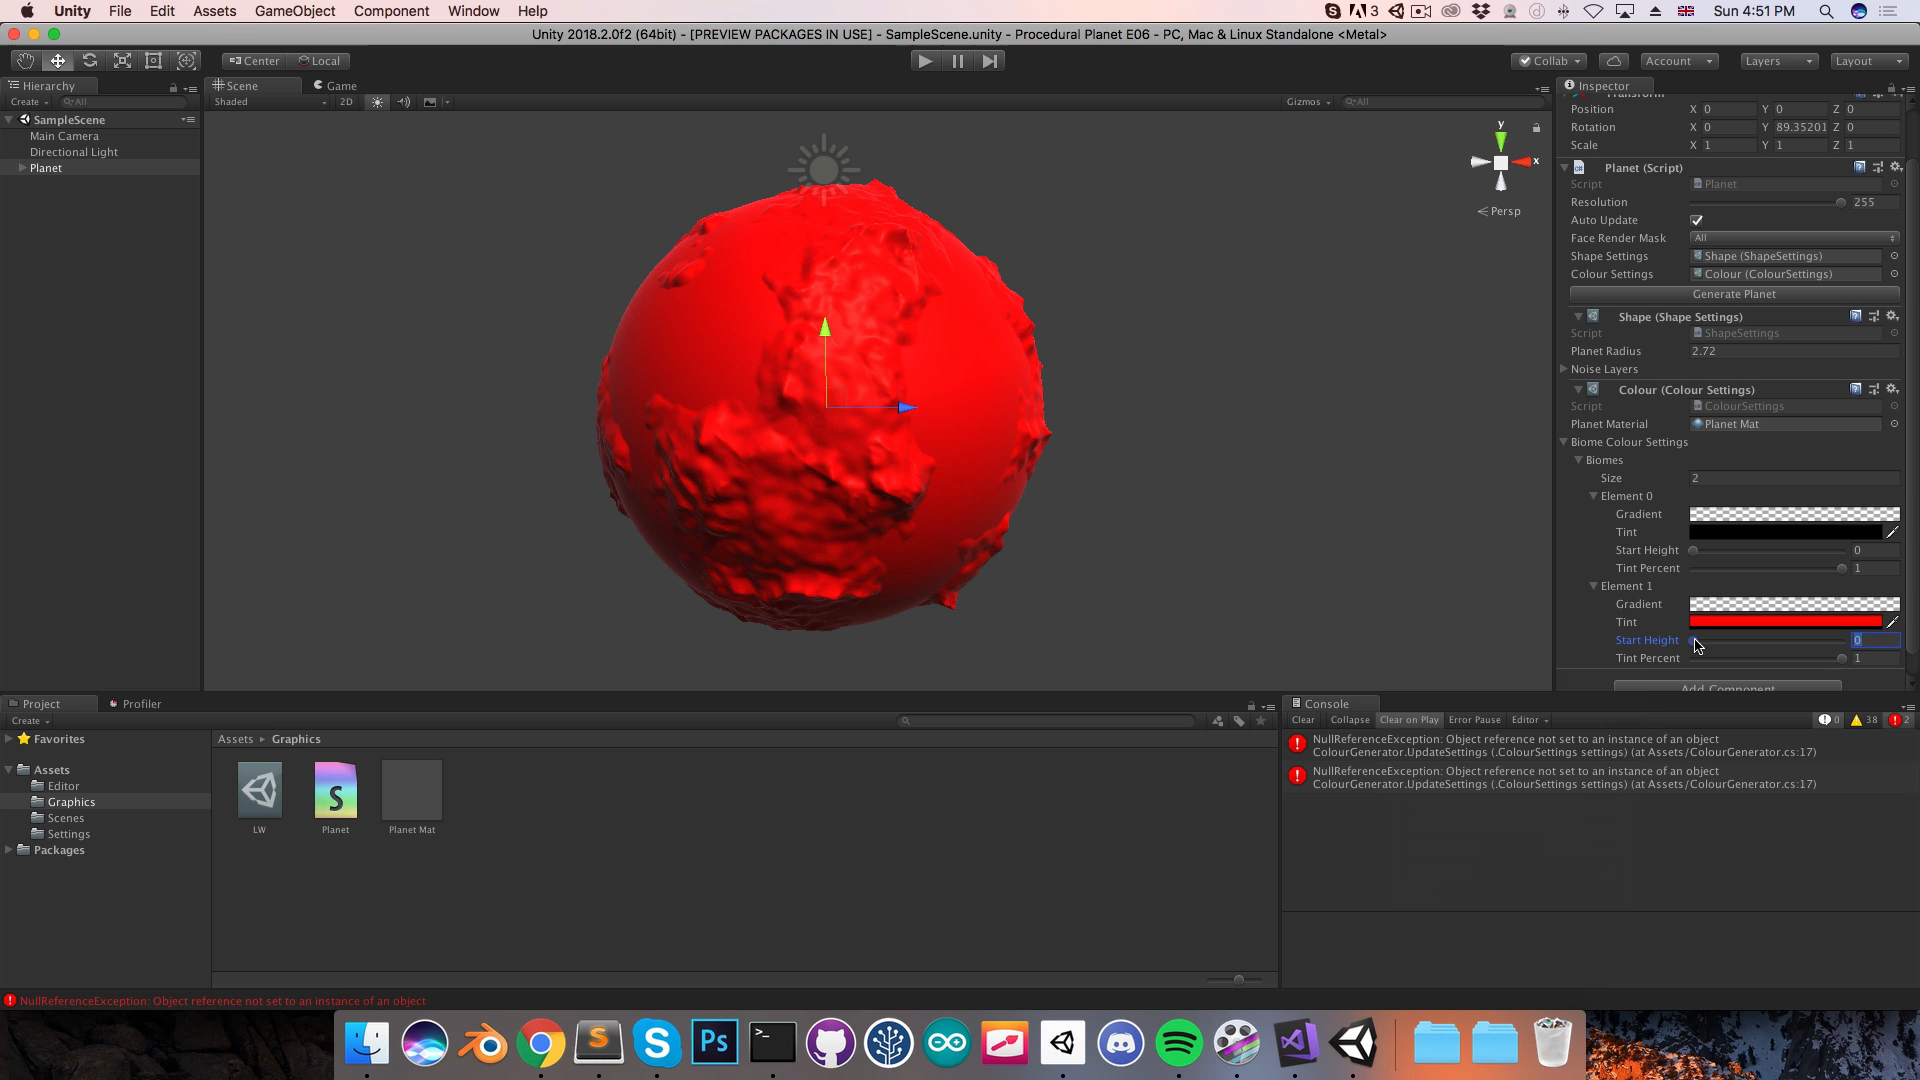 Unity File Edit Assets GameObject Component Window Help
3
Sun 4:51 PM
Unity 2018.2.0f2 (64bit) - [PREVIEW PACKAGES IN USE] - SampleScene.unity - Procedural Planet E06 - PC, Mac & Linux Standalone <Metal>
Center Local
Collab Account Layers Layout
Hierarchy
Create All
SampleScene
Main Camera
Directional Light
Planet
Scene Game
Shaded 2D Gizmos All
y
x
Persp
Inspector
Position X 0 Y 0 Z 0
Rotation X 0 Y 89.35201 Z 0
Scale X 1 Y 1 Z 1
Planet (Script)
Script Planet
Resolution 255
Auto Update
Face Render Mask All
Shape Settings Shape (ShapeSettings)
Colour Settings Colour (ColourSettings)
Generate Planet
Shape (Shape Settings)
Script ShapeSettings
Planet Radius 2.72
Noise Layers
Colour (Colour Settings)
Script ColourSettings
Planet Material Planet Mat
Biome Colour Settings
Biomes
Size 2
Element 0
Gradient
Tint
Start Height 0
Tint Percent 1
Element 1
Gradient
Tint
Start Height 0
Tint Percent 1
Add Component
Project Profiler
Create
Favorites
Assets
Editor
Graphics
Scenes
Settings
Packages
Assets Graphics
LW Planet Planet Mat
S
Console
Clear Collapse Clear on Play Error Pause Editor 0 38 2
NullReferenceException: Object reference not set to an instance of an object
ColourGenerator.UpdateSettings (.ColourSettings settings) (at Assets/ColourGenerator.cs:17)
NullReferenceException: Object reference not set to an instance of an object
ColourGenerator.UpdateSettings (.ColourSettings settings) (at Assets/ColourGenerator.cs:17)
NullReferenceException: Object reference not set to an instance of an object
S S Ps >_